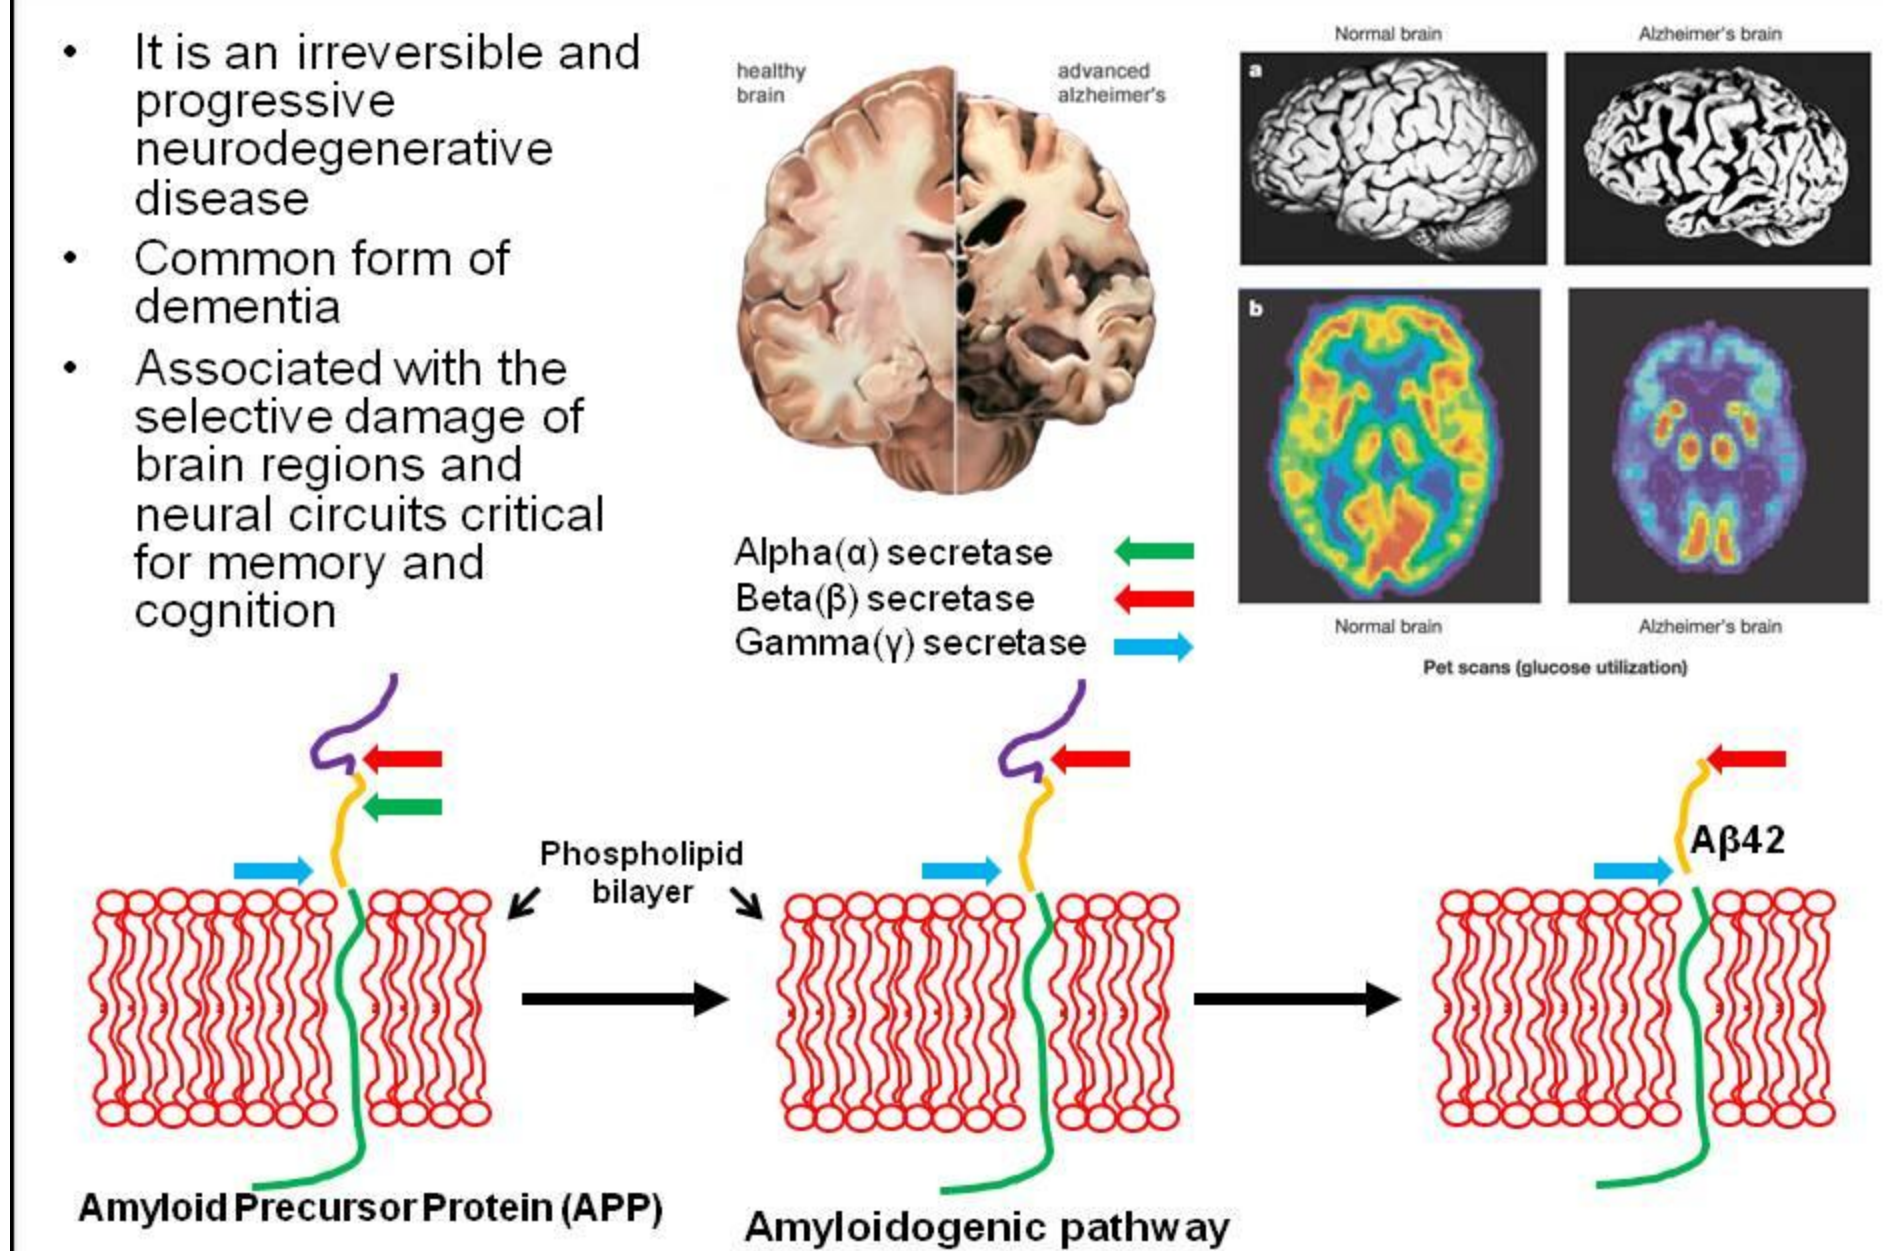 • It is an irreversible and
progressive
neurodegenerative
disease
• Common form of
dementia
• Associated with the
selective damage of
brain regions and
neural circuits critical
for memory and
cognition
healthy
brain
advanced
alzheimer's
Normal brain
Alzheimer's brain
a
b
Normal brain
Alzheimer's brain
Pet scans (glucose utilization)
Alpha(α) secretase
Beta(β) secretase
Gamma(γ) secretase
Phospholipid
bilayer
Aβ42
Amyloid Precursor Protein (APP)
Amyloidogenic pathway